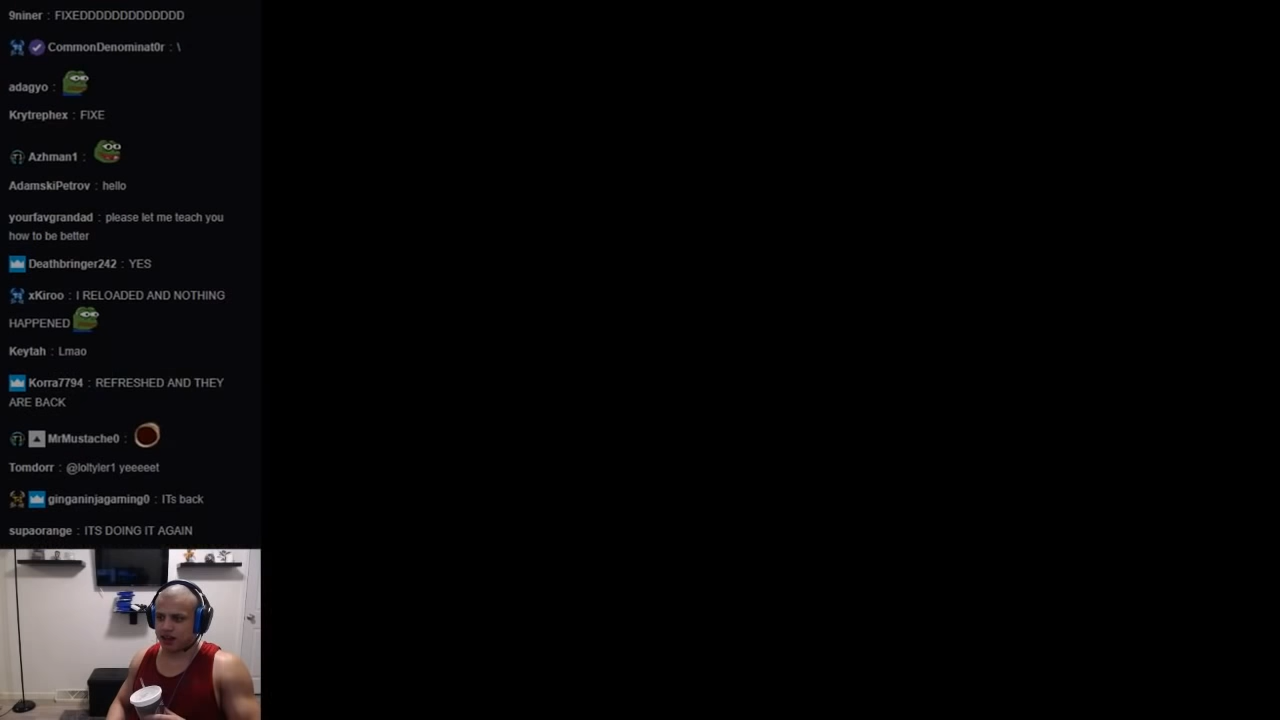 9niner : FIXEDDDDDDDDDDDDD
CommonDenominat0r : \
adagyo :
Krytrephex : FIXE
Azhman1 :
AdamskiPetrov : hello
yourfavgrandad : please let me teach you
how to be better
Deathbringer242 : YES
xKiroo : I RELOADED AND NOTHING
HAPPENED
Keytah : Lmao
Korra7794 : REFRESHED AND THEY
ARE BACK
MrMustache0 :
Tomdorr : @loltyler1 yeeeeet
ginganinjagaming0 : ITs back
supaorange : ITS DOING IT AGAIN